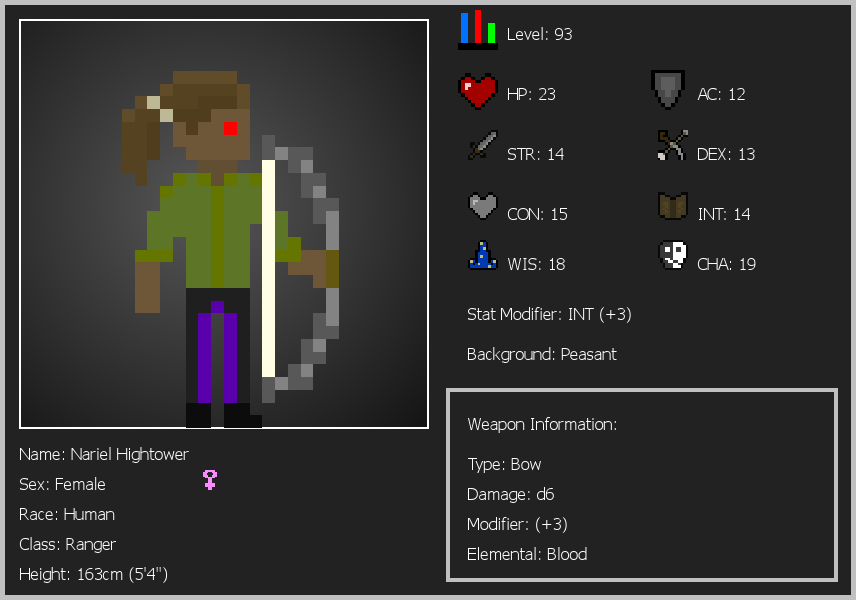 Level: 93
HP: 23
AC: 12
STR: 14
DEX: 13
CON: 15
INT: 14
WIS: 18
CHA: 19
Stat Modifier: INT (+3)
Background: Peasant
Weapon Information:
Type: Bow
Damage: d6
Modifier: (+3)
Elemental: Blood
Name: Nariel Hightower
Sex: Female
Race: Human
Class: Ranger
Height: 163cm (5'4")